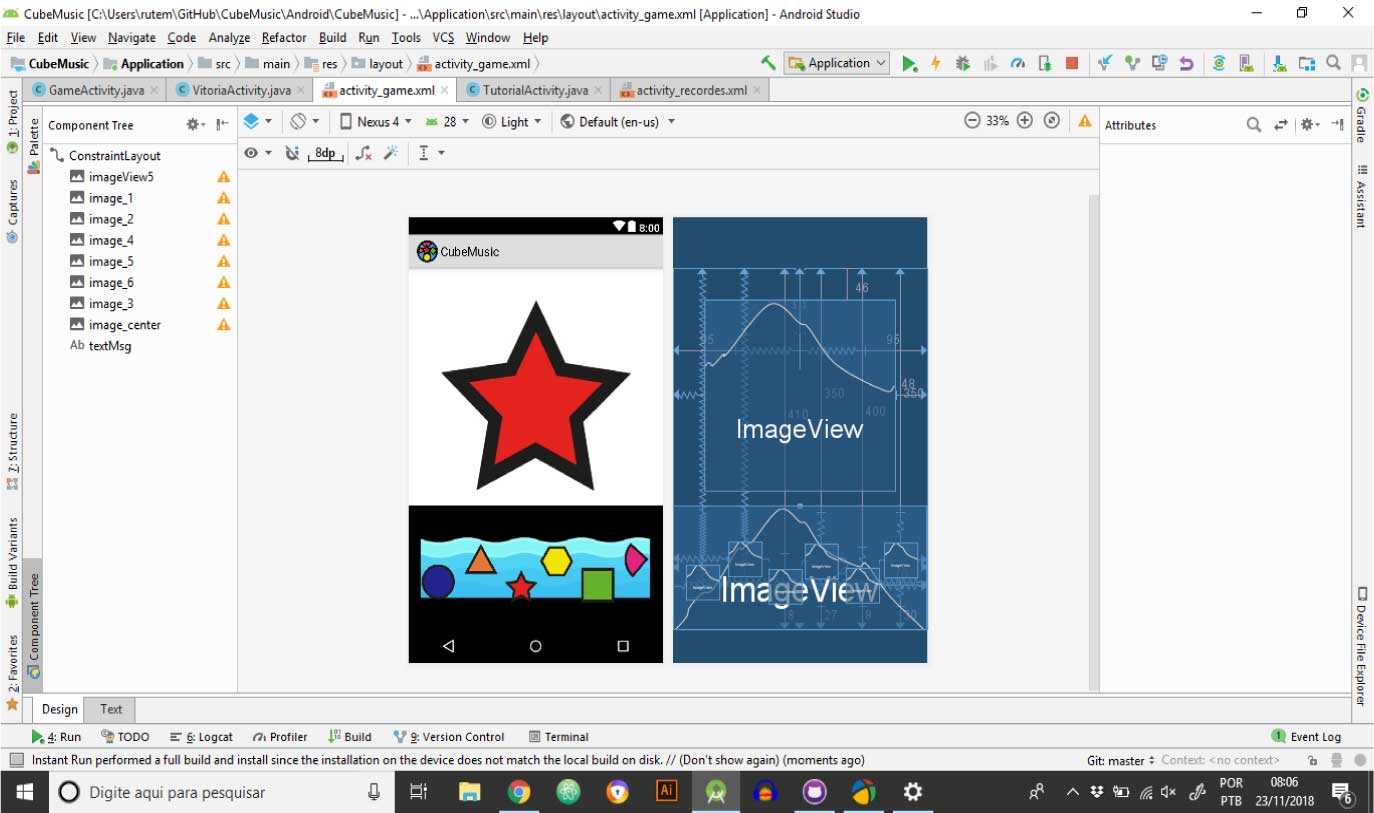 CubeMusic [C:\Users\rutem\GitHub\CubeMusic\Android\CubeMusic] - ...\Application\src\main\res\layout\activity_game.xml [Application] - Android Studio
File Edit View Navigate Code Analyze Refactor Build Run Tools VCS Window Help
CubeMusic Application src main res layout activity_game.xml Application
GameActivity.java VitoriaActivity.java activity_game.xml TutorialActivity.java activity_recordes.xml
1: Project
Captures
7: Structure
Build Variants
2: Favorites
Palette
Component Tree
Component Tree
ConstraintLayout
imageView5
image_1
image_2
image_4
image_5
image_6
image_3
image_center
Ab textMsg
Nexus 4 28 Light Default (en-us) 33%
8dp
8:00
CubeMusic
46
95 95
48
350 350
410 400
ImageView
ImageView
8 27 8
Attributes
Gradle
Assistant
Device File Explorer
Design Text
4: Run TODO 6: Logcat Profiler Build 9: Version Control Terminal 1 Event Log
Instant Run performed a full build and install since the installation on the device does not match the local build on disk. // (Don't show again) (moments ago) Git: master Context: <no context>
Digite aqui para pesquisar
Ai
POR
PTB
08:06
23/11/2018
6